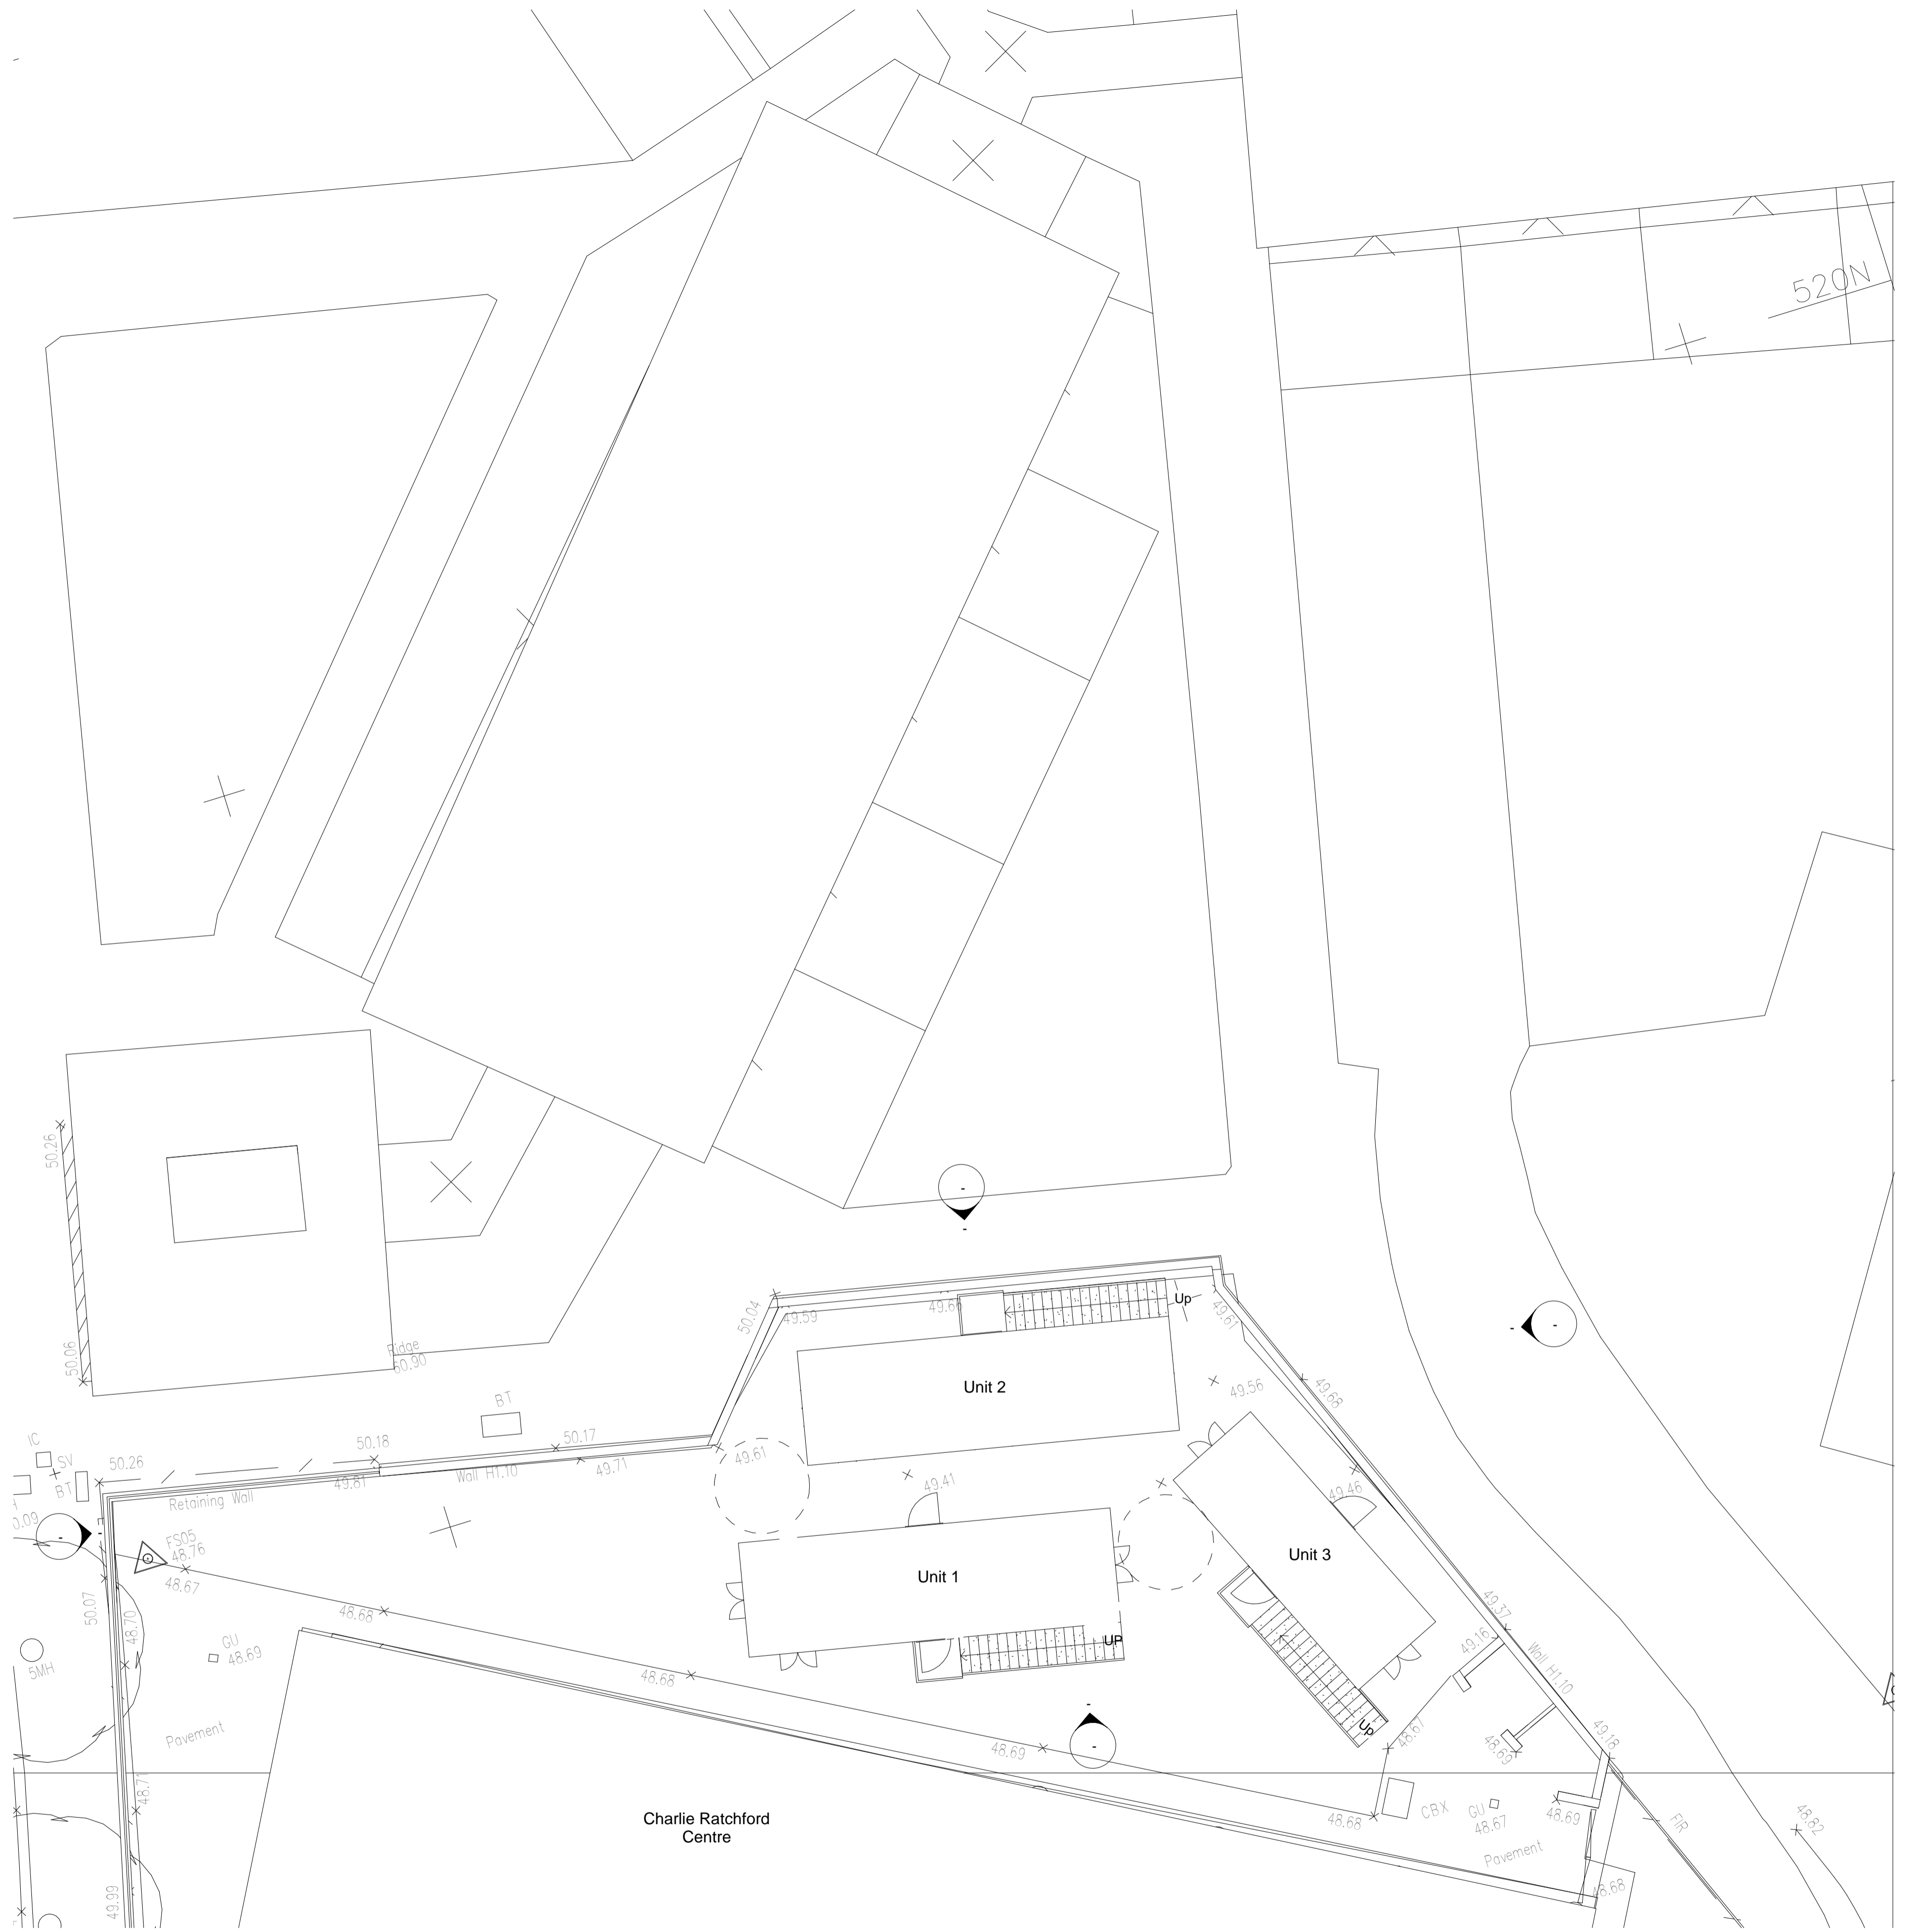 520N
50.26
50.06
Ridge
60.90
50.04
49.59
49.66
Up
49.61
Unit 2
49.56
49.68
BT
IC
SV
BT
50.26
50.18
50.17
49.81
Wall H1.10
49.71
49.61
Retaining Wall
49.41
49.46
FS05
48.76
48.67
50.07
48.70
48.68
Unit 1
Unit 3
UP
GU
48.69
5MH
48.68
49.37
49.16
Wall H1.10
Up
48.67
48.69
49.18
Pavement
48.71
48.69
Charlie Ratchford
Centre
48.68
CBX
GU
48.67
48.69
Pavement
FIR
48.82
49.99
48.68